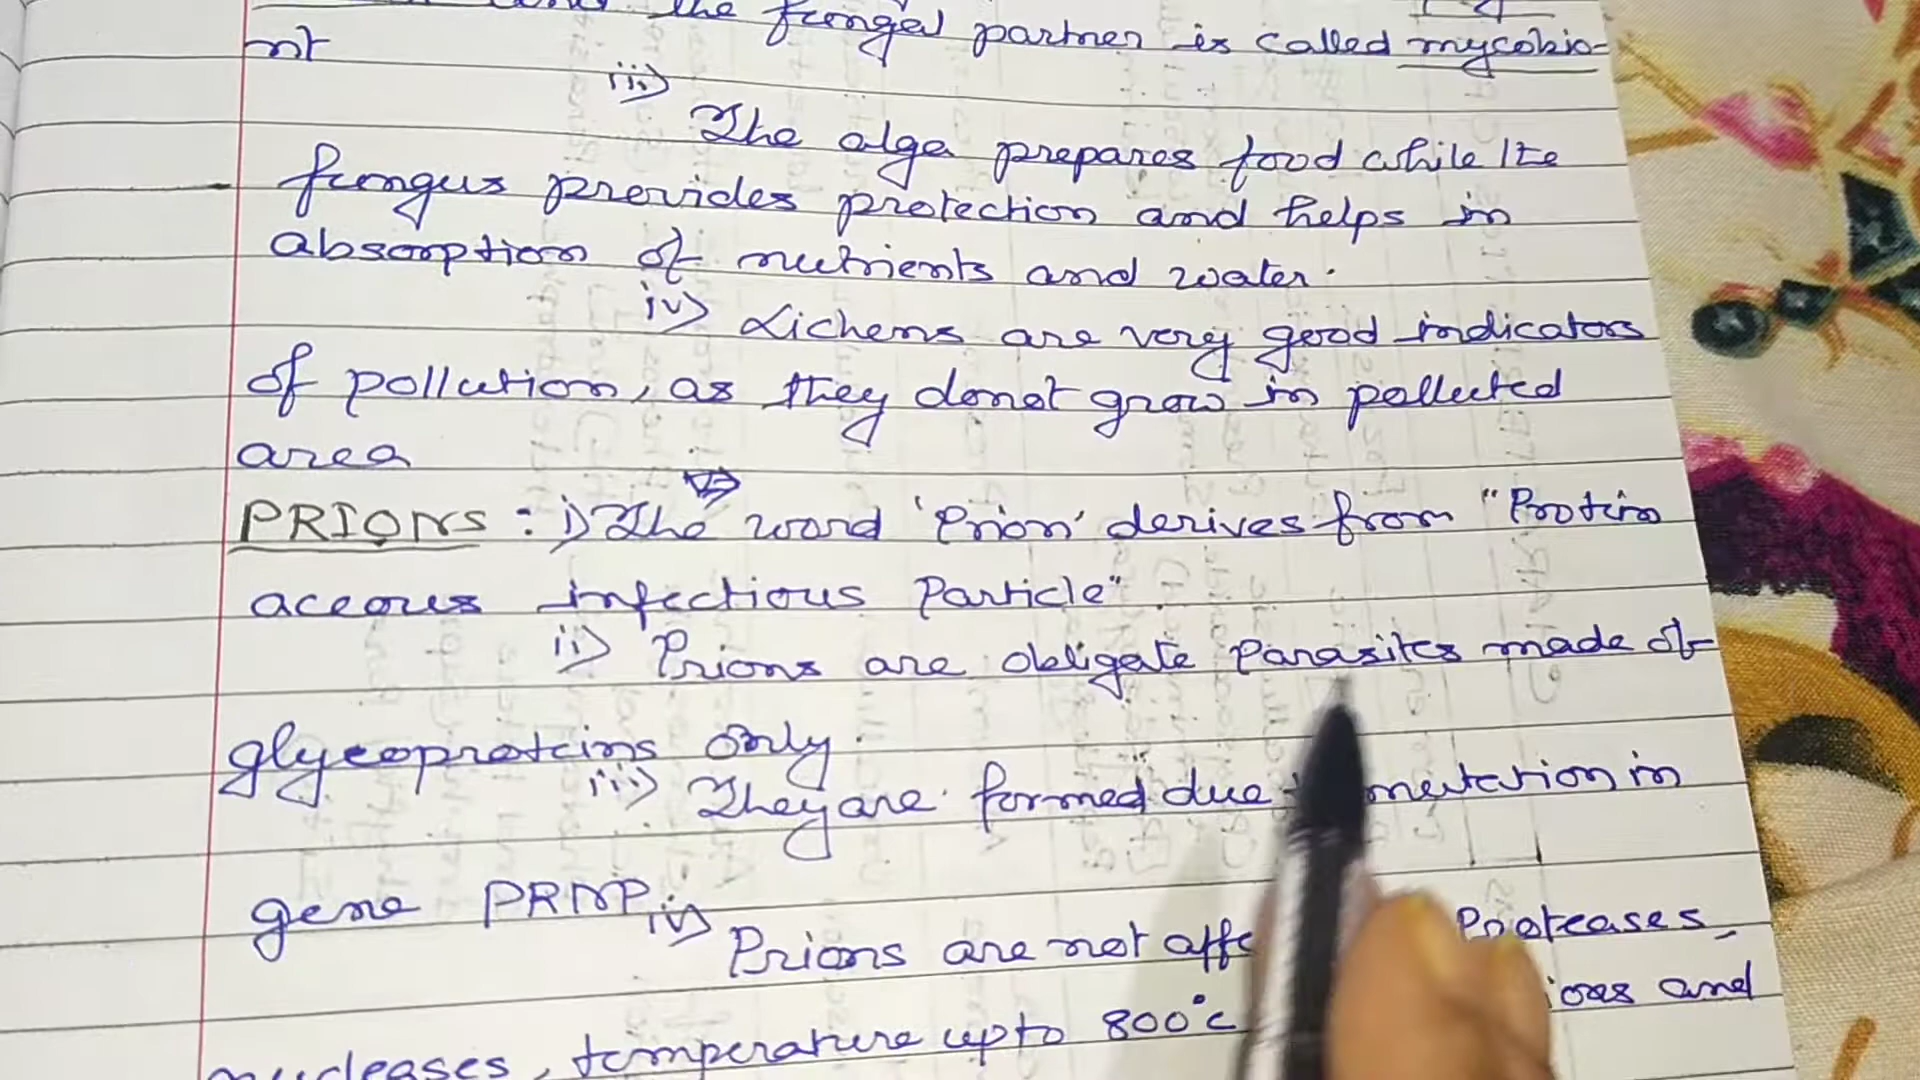 the fungal partner is called mycobio-
nt
iii) The alga prepares food while the
fungus provides protection and helps in
absorption of nutrients and water.
iv) Lichens are very good indicators
of pollution, as they donot grow in polluted
area
PRIONS : i) The word 'Prion' derives from "Protein
aceous infectious Particle".
ii) Prions are obligate Parasites made of
glycoproteins only.
iii) They are formed due mutation in
gene PRNP
iv) Prions are not Proteases,
nucleases, temperature upto 800°c and